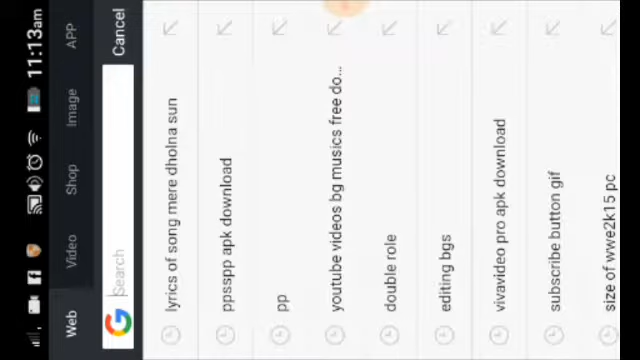 11:13am
Web Video Image Shop APP
Search Cancel
lyrics of song mere dholna sun
ppsspp apk download
pp
youtube videos bg musics free do...
double role
editing bgs
vivavideo pro apk download
subscribe button gif
size of wwe2k15 pc